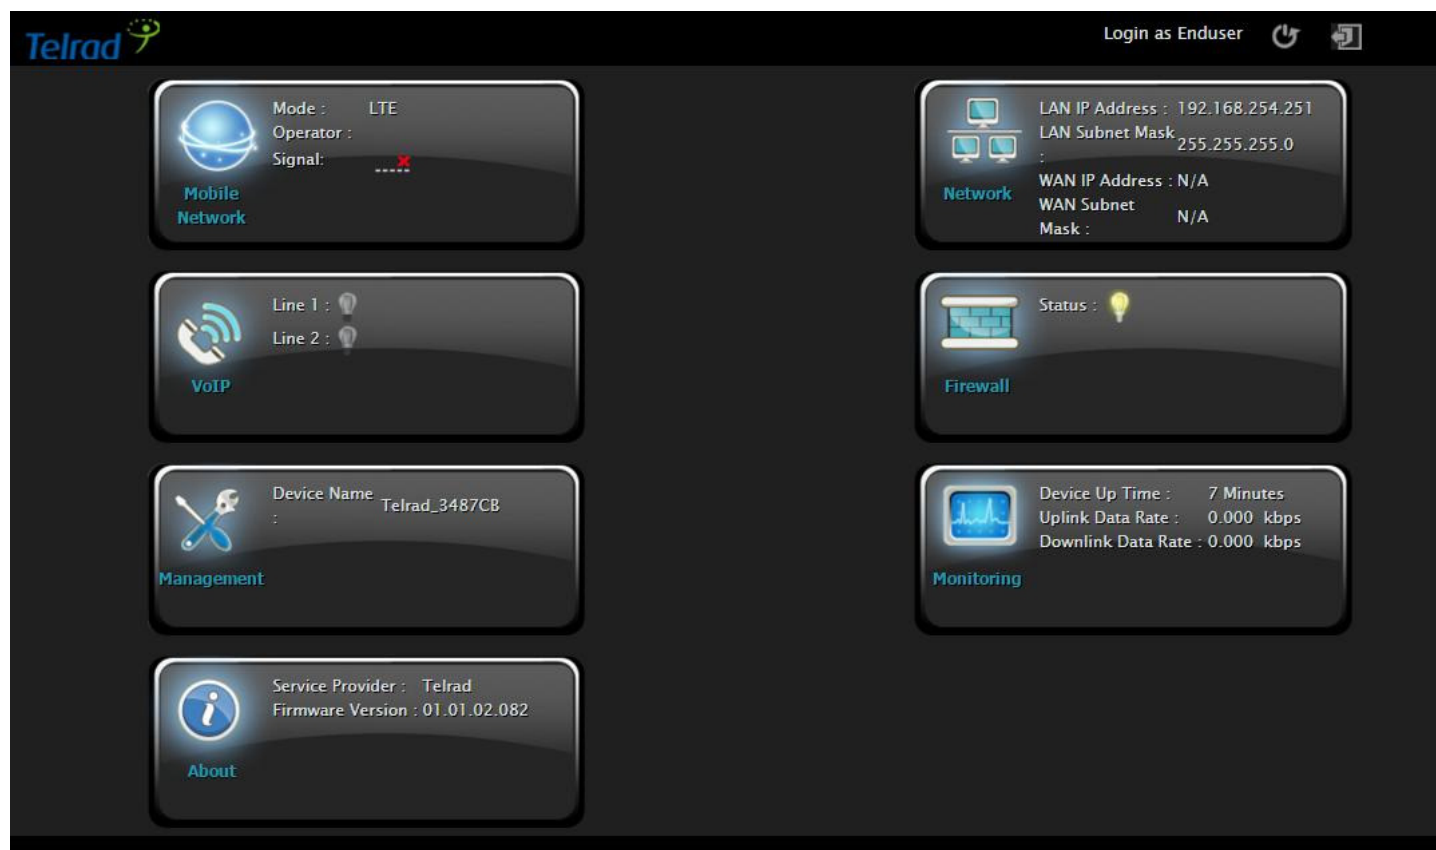 Telrad
Login as Enduser
Mode : LTE
Operator :
Signal:
Mobile
Network
LAN IP Address : 192.168.254.251
LAN Subnet Mask
: 255.255.255.0
WAN IP Address : N/A
WAN Subnet
Mask : N/A
Network
Line 1 :
Line 2 :
VoIP
Status :
Firewall
Device Name
: Telrad_3487CB
Management
Device Up Time : 7 Minutes
Uplink Data Rate : 0.000 kbps
Downlink Data Rate : 0.000 kbps
Monitoring
Service Provider : Telrad
Firmware Version : 01.01.02.082
About